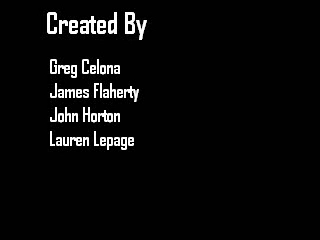 Created By
Greg Celona
James Flaherty
John Horton
Lauren Lepage